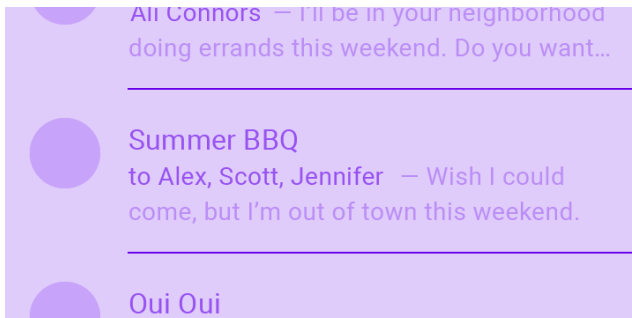 Ali Connors — I'll be in your neighborhood
doing errands this weekend. Do you want…
Summer BBQ
to Alex, Scott, Jennifer — Wish I could
come, but I'm out of town this weekend.
Oui Oui